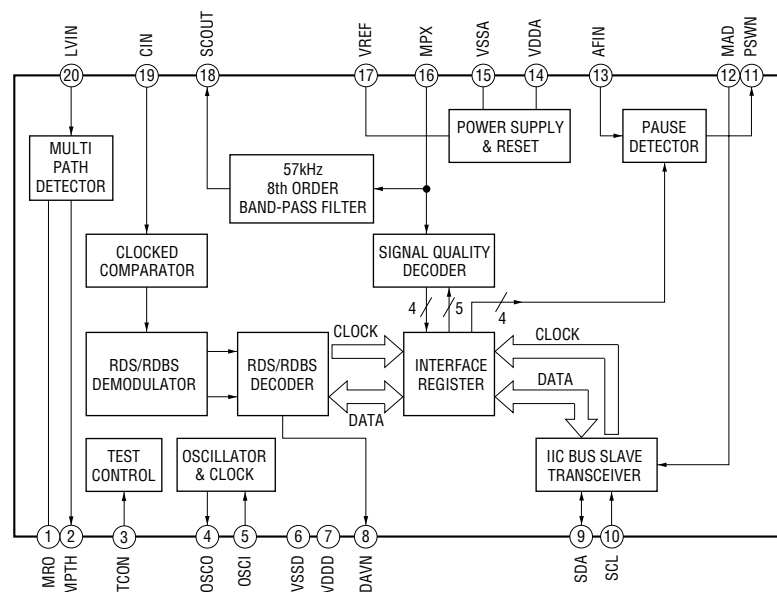 LVIN
CIN
SCOUT
VREF
MPX
VSSA
VDDA
AFIN
MAD
PSWN
20
19
18
17
16
15
14
13
12
11
MULTI
PATH
DETECTOR
57kHz
8th ORDER
BAND-PASS FILTER
POWER SUPPLY
& RESET
PAUSE
DETECTOR
CLOCKED
COMPARATOR
SIGNAL QUALITY
DECODER
4
5
4
RDS/RDBS
DEMODULATOR
RDS/RDBS
DECODER
CLOCK
DATA
INTERFACE
REGISTER
CLOCK
DATA
TEST
CONTROL
OSCILLATOR
& CLOCK
IIC BUS SLAVE
TRANSCEIVER
1
2
3
4
5
6
7
8
9
10
MRO
MPTH
TCON
OSCO
OSCI
VSSD
VDDD
DAVN
SDA
SCL